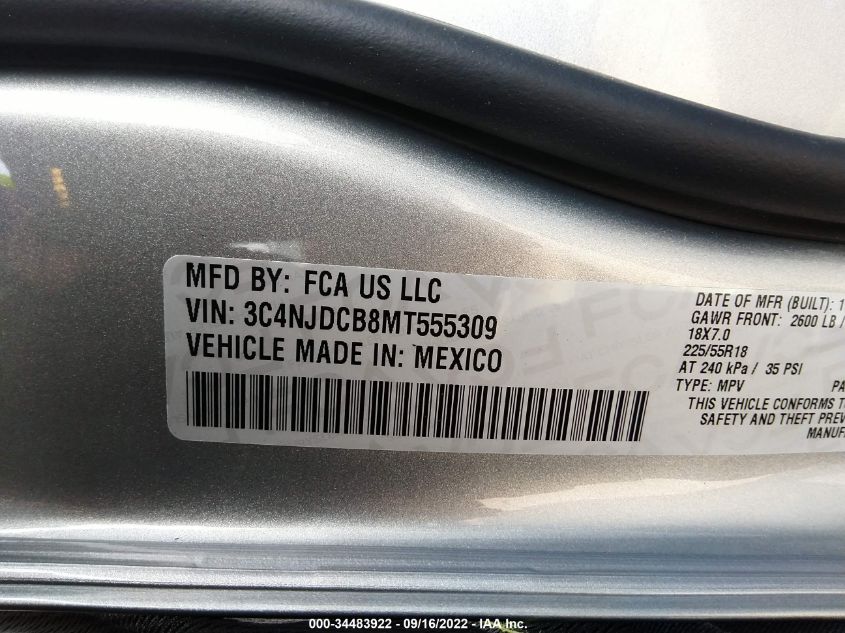 MFD BY: FCA US LLC
VIN: 3C4NJDCB8MT555309
VEHICLE MADE IN: MEXICO
DATE OF MFR (BUILT): 1
GAWR FRONT: 2600 LB /
18X7.0
225/55R18
AT 240 kPa / 35 PSI
TYPE: MPV PA
THIS VEHICLE CONFORMS T
SAFETY AND THEFT PREV
MANUF
000-34483922 - 09/16/2022 - IAA Inc.